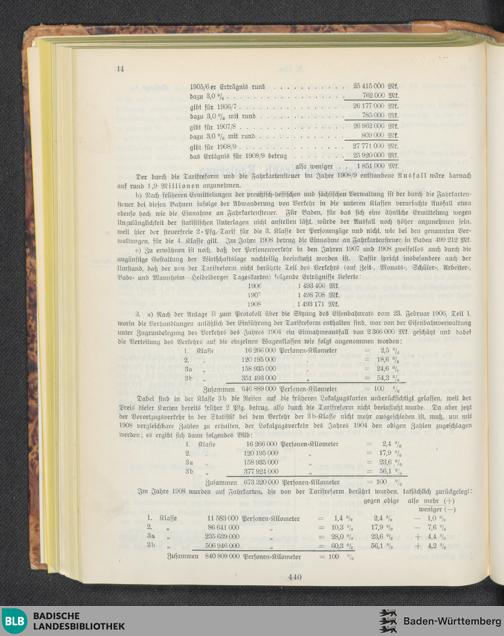 14
1905/6er Erträgnis rund . . . . . . . . . . . . 25 415 000 Mk.
dazu 3,0 % . . . . . . . . . . . . . . . . 762 000 Mk.
gibt für 1906/7 . . . . . . . . . . . . . . . 26 177 000 Mk.
dazu 3,0 % mit rund . . . . . . . . . . . . . 785 000 Mk.
gibt für 1907/8 . . . . . . . . . . . . . . . 26 962 000 Mk.
dazu 3,0 % mit rund . . . . . . . . . . . . . 809 000 Mk.
gibt für 1908/9 . . . . . . . . . . . . . . . 27 771 000 Mk.
das Erträgnis für 1908/9 betrug . . . . . . . . . 25 920 000 Mk.
also weniger . . 1 851 000 Mk.
Der durch die Tarifreform und die Fahrkartensteuer im Jahre 1908/9 entstandene Ausfall wäre darnach
auf rund 1,9 Millionen anzunehmen.
b) Nach früheren Ermittelungen der preußisch-hessischen und sächsischen Verwaltung ist der durch die Fahrkarten-
steuer bei diesen Bahnen infolge der Abwanderung von Verkehr in die unteren Klassen verursachte Ausfall etwa
ebenso hoch wie die Einnahme an Fahrkartensteuer. Für Baden, für das sich eine ähnliche Ermittelung wegen
Unzulänglichkeit der statistischen Unterlagen nicht anstellen läßt, würde der Ausfall noch höher anzunehmen sein,
weil hier der steuerfreie 2-Pfg.-Tarif für die 3. Klasse der Personenzüge und nicht, wie bei den genannten Ver-
waltungen, für die 4. Klasse gilt. Im Jahre 1908 betrug die Einnahme an Fahrkartensteuer in Baden 499 212 Mk.
c) Zu erwähnen ist noch, daß der Personenverkehr in den Jahren 1907 und 1908 zweifellos auch durch die
ungünstige Gestaltung der Wirtschaftslage nachteilig beeinflußt worden ist. Dafür spricht insbesondere auch der
Umstand, daß der von der Tarifreform nicht berührte Teil des Verkehrs (auf Zeit-, Monats-, Schüler-, Arbeiter-,
Bade- und Mannheim-Heidelberger Tageskarten) folgende Erträgnisse lieferte:
1906 1 493 406 Mk.
1907 1 498 708 Mk.
1908 1 493 171 Mk.
3. a) Nach der Anlage 3 zum Protokoll über die Sitzung des Eisenbahnrats vom 23. Februar 1906, Teil I,
worin die Verhandlungen anläßlich der Einführung der Tarifreform enthalten sind, war von der Eisenbahnverwaltung
unter Zugrundelegung des Verkehrs des Jahres 1904 ein Einnahmeausfall von 2 366 000 Mk. geschätzt und dabei
die Verteilung des Verkehrs auf die einzelnen Wagenklassen wie folgt angenommen worden:
1. Klasse 16 266 000 Personen-Kilometer = 2,5 %
2. „ 120 195 000 „ = 18,6 %
3a „ 158 935 000 „ = 24,6 %
3b „ 351 493 000 „ = 54,3 %
Zusammen 646 889 000 Personen-Kilometer = 100 %
Dabei sind in der Klasse 3b die Reisen auf die früheren Lokalzugskarten unberücksichtigt gelassen, weil der
Preis dieser Karten bereits früher 2 Pfg. betrug, also durch die Tarifreform nicht beeinflußt wurde. Da aber jetzt
der Vorortzugsverkehr in der Statistik bei dem Verkehr der 3b-Klasse nicht mehr ausgeschieden ist, muß, um mit
1908 vergleichbare Zahlen zu erhalten, der Lokalzugsverkehr des Jahres 1904 den obigen Zahlen zugeschlagen
werden; es ergibt sich dann folgendes Bild:
1. Klasse 16 266 000 Personen-Kilometer = 2,4 %
2. „ 120 195 000 „ = 17,9 %
3a „ 158 935 000 „ = 23,6 %
3b „ 377 924 000 „ = 56,1 %
Zusammen 673 320 000 Personen-Kilometer = 100 %
Im Jahre 1908 wurden auf Fahrkarten, die von der Tarifreform berührt wurden, tatsächlich zurückgelegt:
gegen obige also mehr (+)
weniger (—)
1. Klasse 11 583 000 Personen-Kilometer = 1,4 % 2,4 % — 1,0 %
2. „ 86 641 000 „ = 10,3 % 17,9 % — 7,6 %
3a „ 235 639 000 „ = 28,0 % 23,6 % + 4,4 %
3b „ 506 946 000 „ = 60,3 % 56,1 % + 4,2 %
Zusammen 840 809 000 Personen-Kilometer = 100 %
440
BLB BADISCHE
LANDESBIBLIOTHEK
Baden-Württemberg